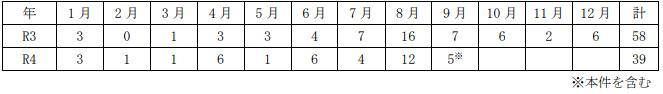 年 1月 2月 3月 4月 5月 6月 7月 8月 9月 10月 11月 12月 計
R3 3 0 1 3 3 4 7 16 7 6 2 6 58
R4 3 1 1 6 1 6 4 12 5※ 39
※本件を含む